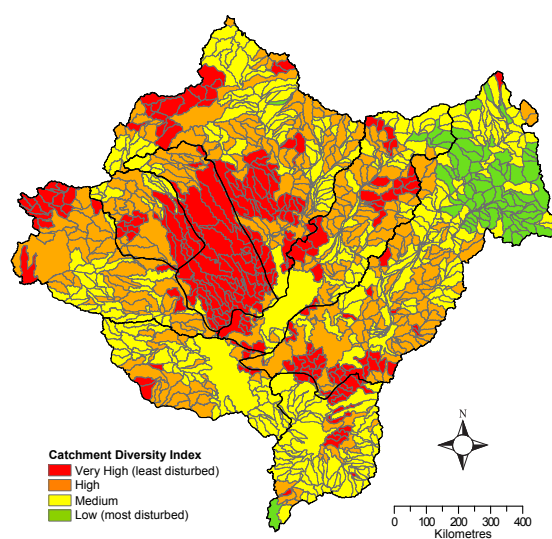 N
Catchment Diversity Index
Very High (least disturbed)
High
Medium
Low (most disturbed)
0 100 200 300 400
Kilometres